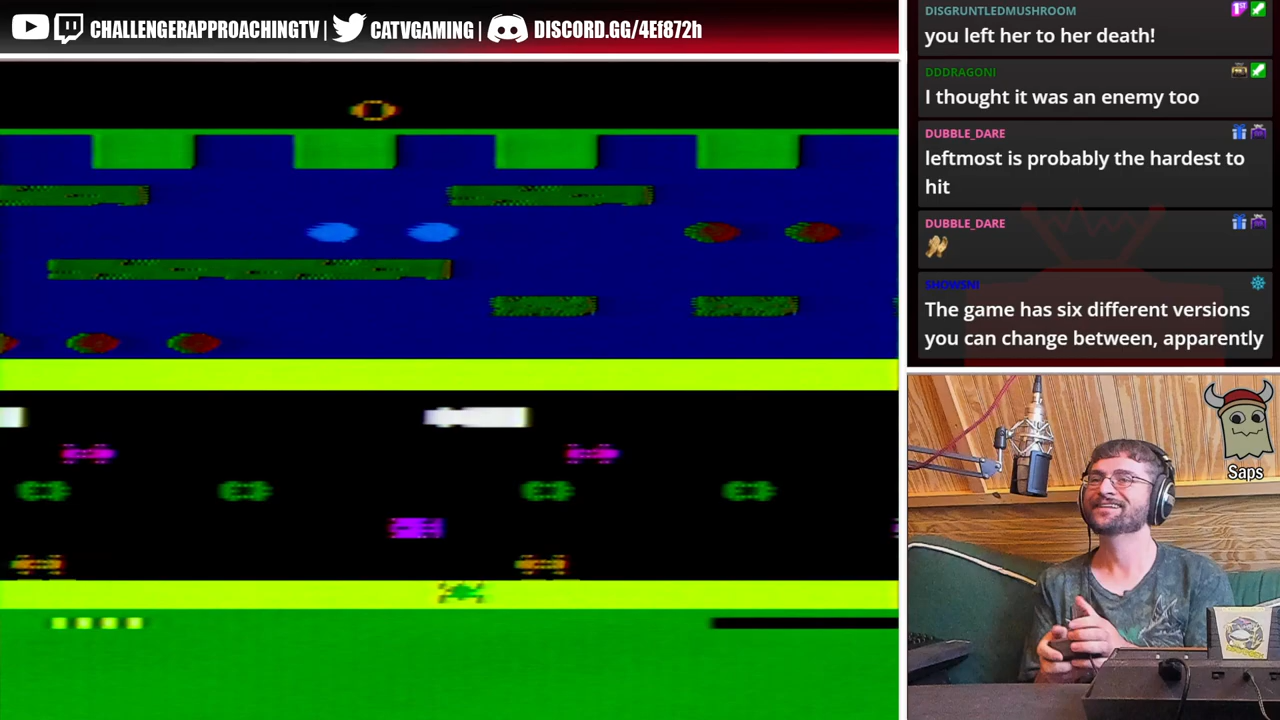 CHALLENGERAPPROACHINGTV | CATVGAMING | DISCORD.GG/4Ef872h
DISGRUNTLEDMUSHROOM
you left her to her death!
DDDRAGONI
I thought it was an enemy too
DUBBLE_DARE
leftmost is probably the hardest to
hit
DUBBLE_DARE
SHOWSNI
The game has six different versions
you can change between, apparently
Saps